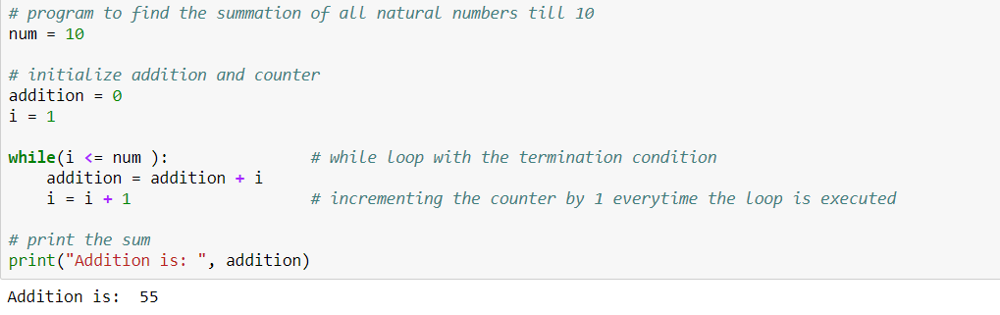 # program to find the summation of all natural numbers till 10
num = 10
# initialize addition and counter
addition = 0
i = 1
while(i <= num ):               # while loop with the termination condition
    addition = addition + i
    i = i + 1                   # incrementing the counter by 1 everytime the loop is executed
# print the sum
print("Addition is: ", addition)
Addition is:  55